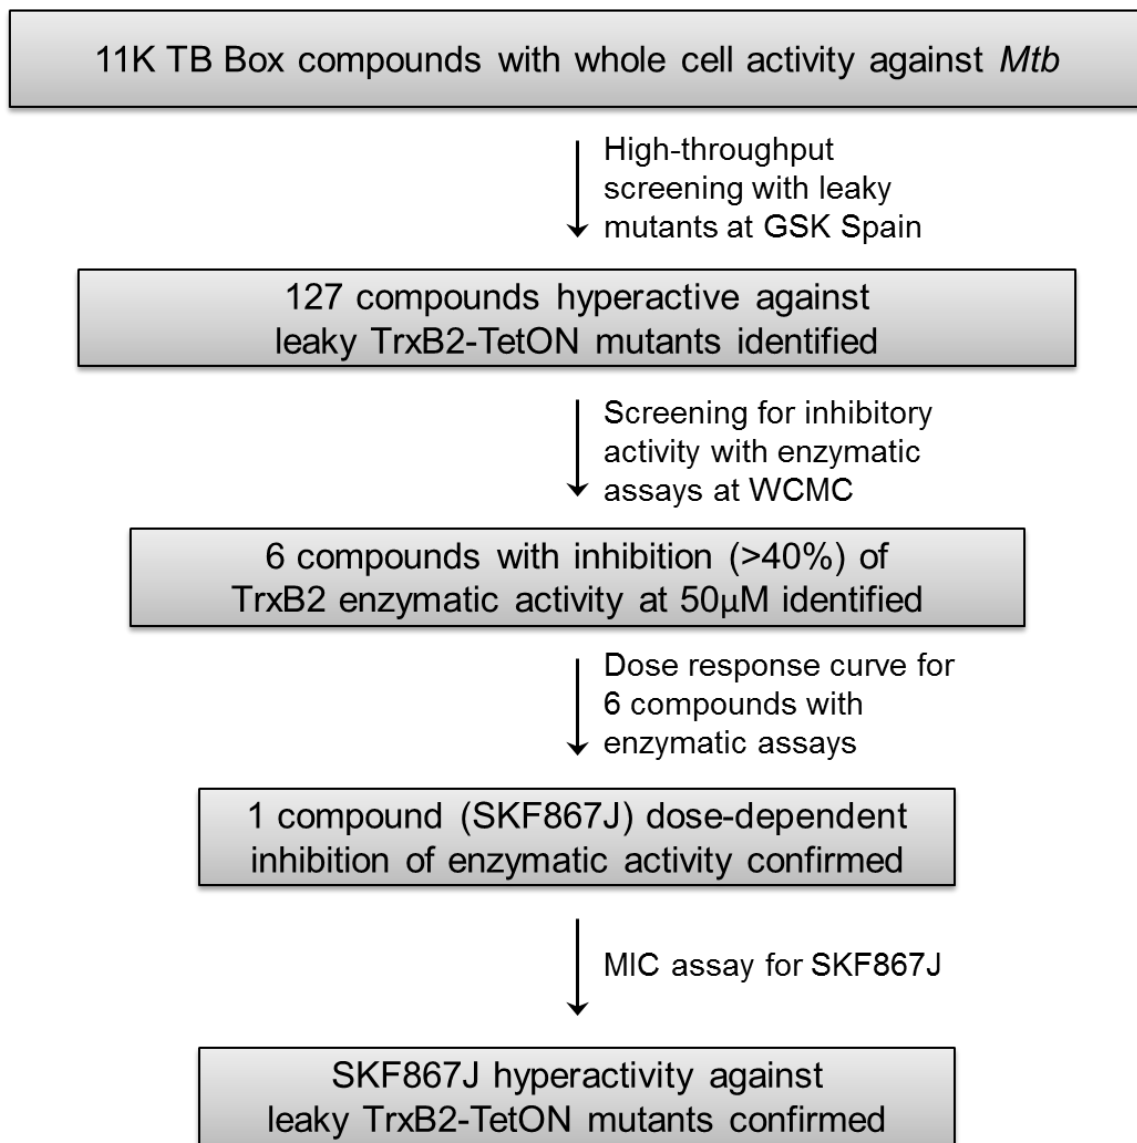 11K TB Box compounds with whole cell activity against Mtb
High-throughput
screening with leaky
mutants at GSK Spain
127 compounds hyperactive against
leaky TrxB2-TetON mutants identified
Screening for inhibitory
activity with enzymatic
assays at WCMC
6 compounds with inhibition (>40%) of
TrxB2 enzymatic activity at 50µM identified
Dose response curve for
6 compounds with
enzymatic assays
1 compound (SKF867J) dose-dependent
inhibition of enzymatic activity confirmed
MIC assay for SKF867J
SKF867J hyperactivity against
leaky TrxB2-TetON mutants confirmed